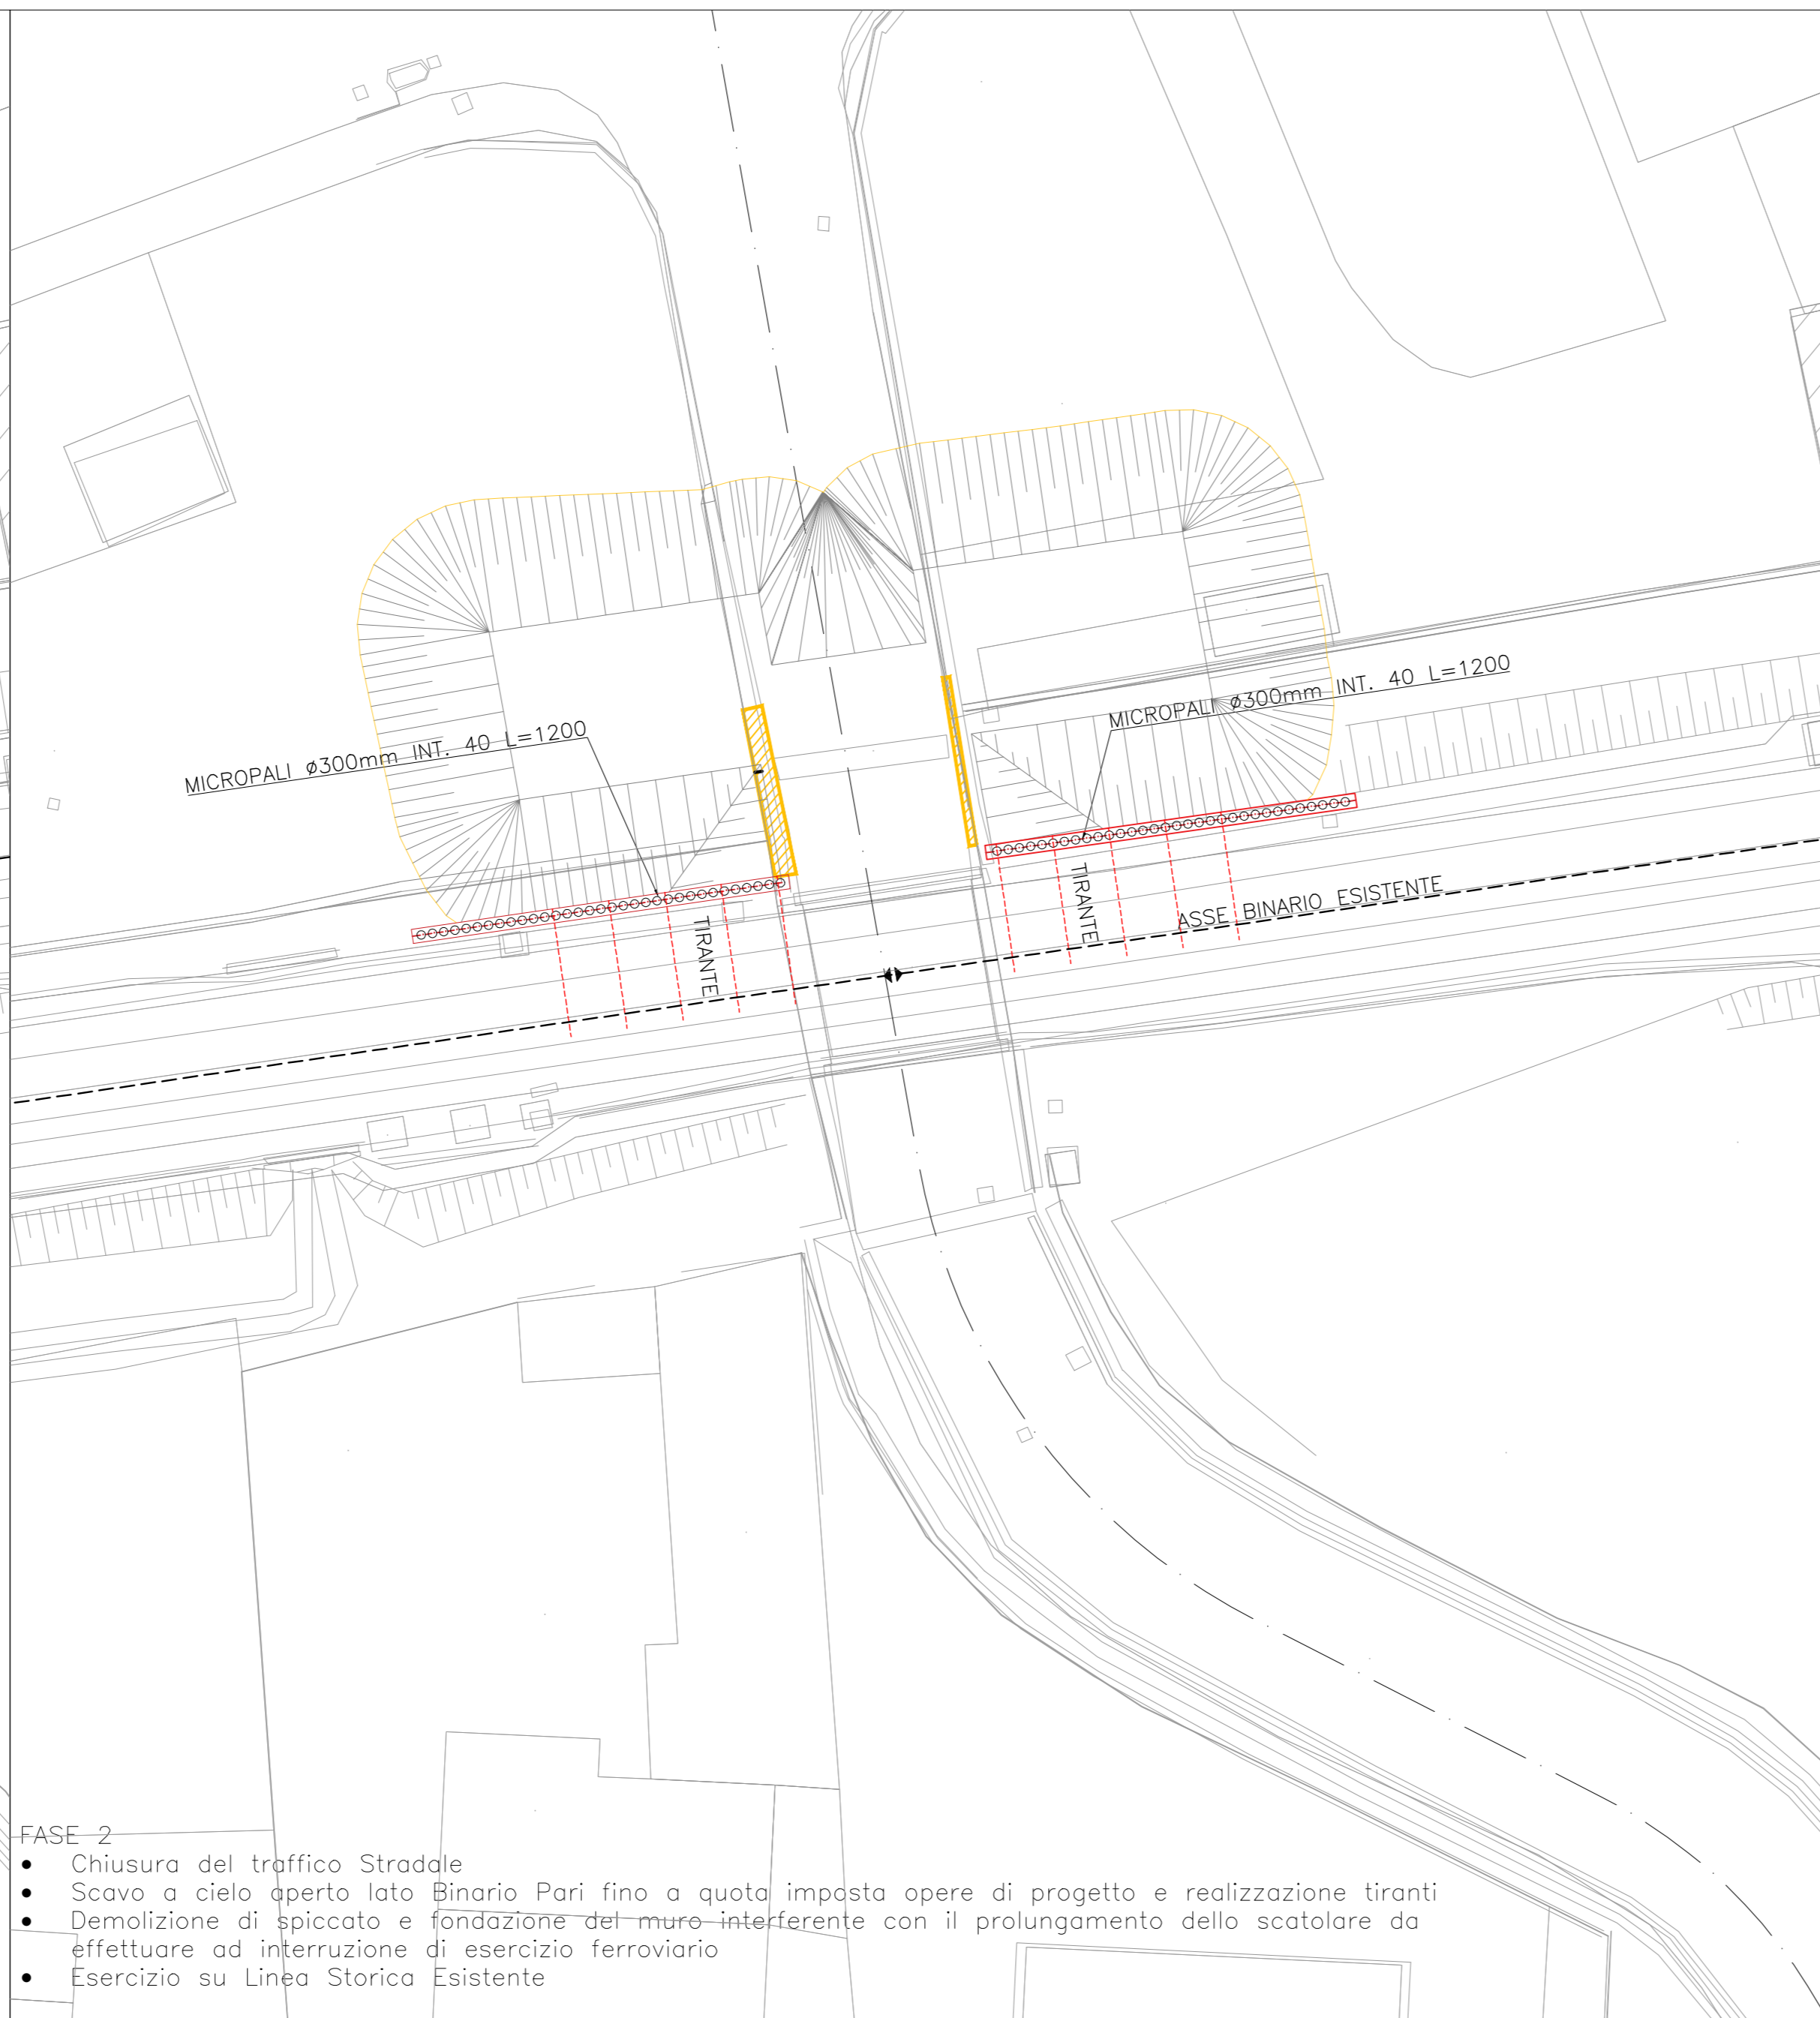 MICROPALI ø300mm INT. 40 L=1200
MICROPALI ø300mm INT. 40 L=1200
TIRANTE
TIRANTE
ASSE BINARIO ESISTENTE
FASE 2
• Chiusura del traffico Stradale
• Scavo a cielo aperto lato Binario Pari fino a quota imposta opere di progetto e realizzazione tiranti
• Demolizione di spiccato e fondazione del muro interferente con il prolungamento dello scatolare da
effettuare ad interruzione di esercizio ferroviario
• Esercizio su Linea Storica Esistente